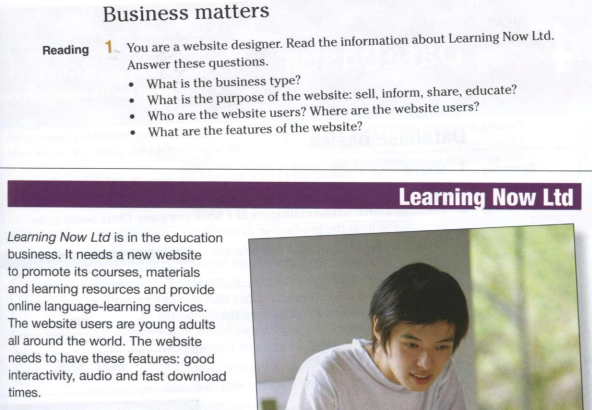 Business matters
Reading 1 You are a website designer. Read the information about Learning Now Ltd.
Answer these questions.
• What is the business type?
• What is the purpose of the website: sell, inform, share, educate?
• Who are the website users? Where are the website users?
• What are the features of the website?
Learning Now Ltd
Learning Now Ltd is in the education
business. It needs a new website
to promote its courses, materials
and learning resources and provide
online language-learning services.
The website users are young adults
all around the world. The website
needs to have these features: good
interactivity, audio and fast download
times.